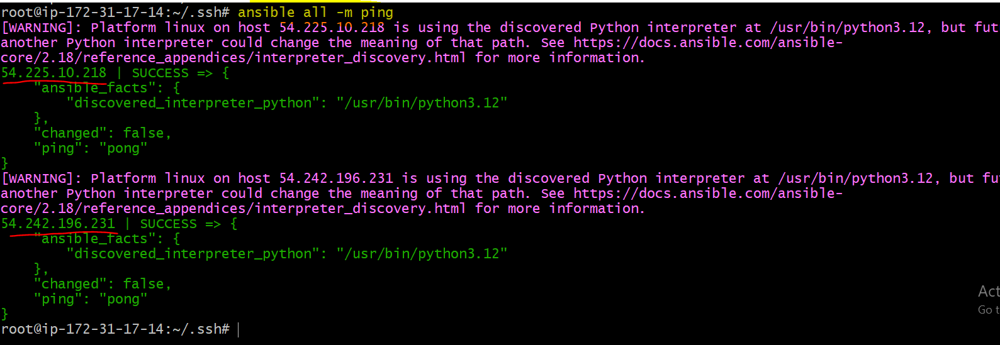 root@ip-172-31-17-14:~/.ssh# ansible all -m ping
[WARNING]: Platform linux on host 54.225.10.218 is using the discovered Python interpreter at /usr/bin/python3.12, but fut
another Python interpreter could change the meaning of that path. See https://docs.ansible.com/ansible-
core/2.18/reference_appendices/interpreter_discovery.html for more information.
54.225.10.218 | SUCCESS => {
    "ansible_facts": {
        "discovered_interpreter_python": "/usr/bin/python3.12"
    },
    "changed": false,
    "ping": "pong"
}
[WARNING]: Platform linux on host 54.242.196.231 is using the discovered Python interpreter at /usr/bin/python3.12, but fu
another Python interpreter could change the meaning of that path. See https://docs.ansible.com/ansible-
core/2.18/reference_appendices/interpreter_discovery.html for more information.
54.242.196.231 | SUCCESS => {
    "ansible_facts": {
        "discovered_interpreter_python": "/usr/bin/python3.12"
    },
    "changed": false,
    "ping": "pong"
}
root@ip-172-31-17-14:~/.ssh#
Act
Go t